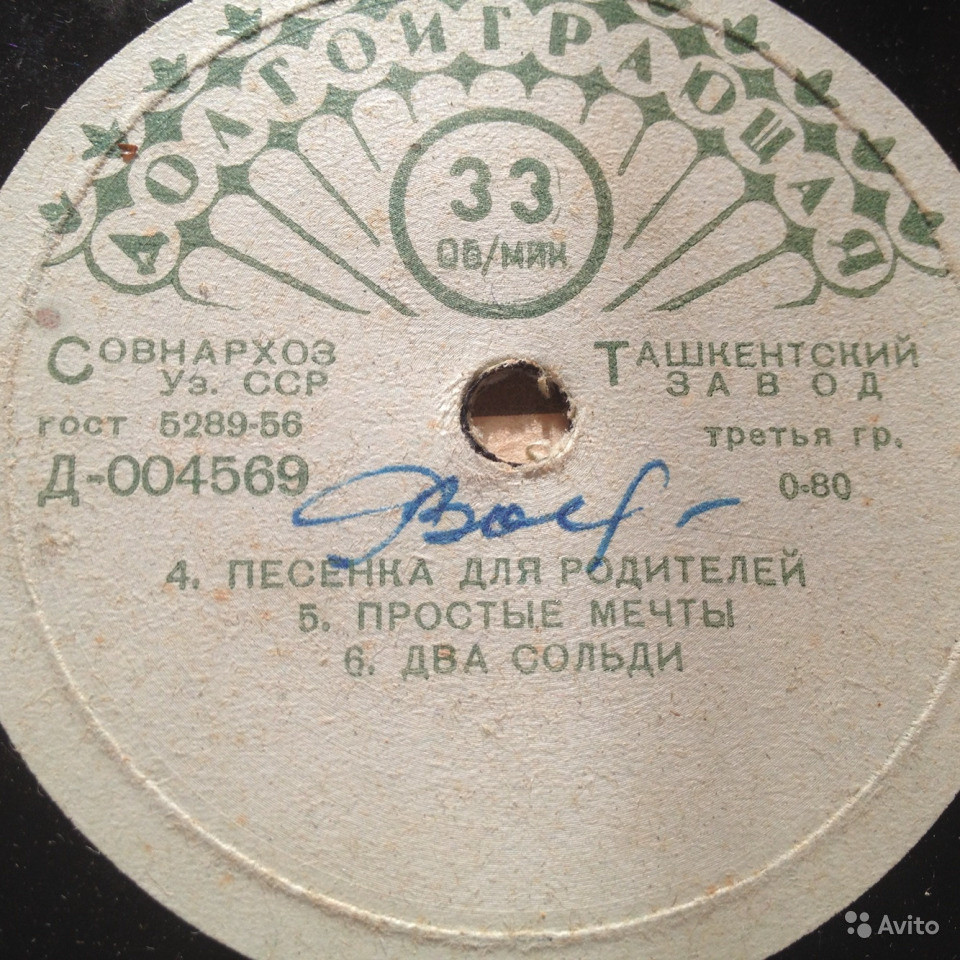 ДОЛГОИГРАЮЩАЯ
33
ОБ/МИН
СОВНАРХОЗ
Уз. ССР
ТАШКЕНТСКИЙ
ЗАВОД
гост 5289-56
третья гр.
Д-004569
0-80
4. ПЕСЕНКА ДЛЯ РОДИТЕЛЕЙ
5. ПРОСТЫЕ МЕЧТЫ
6. ДВА СОЛЬДИ
Avito